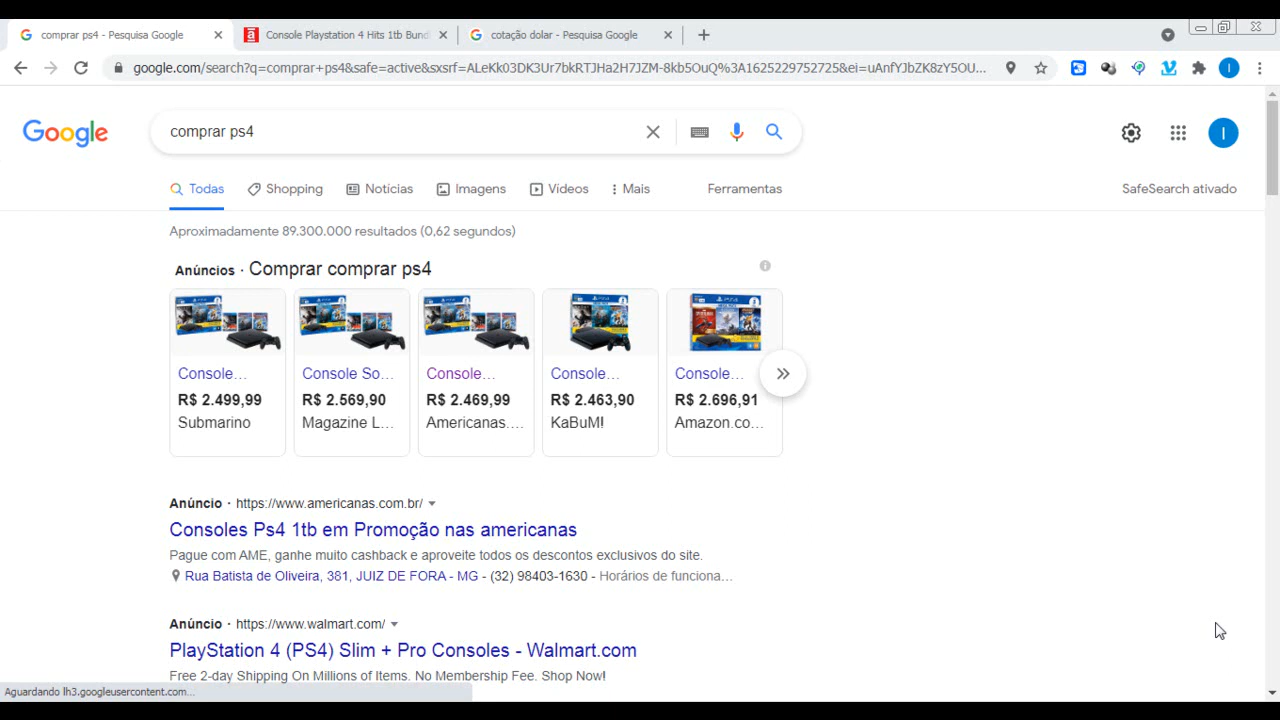 comprar ps4 - Pesquisa Google
Console Playstation 4 Hits 1tb Bund
cotação dolar - Pesquisa Google
google.com/search?q=comprar+ps4&safe=active&sxsrf=ALeKk03DK3Ur7bkRTJHa2H7JZM-8kb5OuQ%3A1625229752725&ei=uAnfYJbZK8zY5OU...
I
Google
comprar ps4
I
Todas
Shopping
Notícias
Imagens
Vídeos
Mais
Ferramentas
SafeSearch ativado
Aproximadamente 89.300.000 resultados (0,62 segundos)
Anúncios · Comprar comprar ps4
Console...
R$ 2.499,99
Submarino
Console So...
R$ 2.569,90
Magazine L...
Console...
R$ 2.469,99
Americanas....
Console...
R$ 2.463,90
KaBuM!
Console...
R$ 2.696,91
Amazon.co...
Anúncio · https://www.americanas.com.br/
Consoles Ps4 1tb em Promoção nas americanas
Pague com AME, ganhe muito cashback e aproveite todos os descontos exclusivos do site.
Rua Batista de Oliveira, 381, JUIZ DE FORA - MG - (32) 98403-1630 - Horários de funciona...
Anúncio · https://www.walmart.com/
PlayStation 4 (PS4) Slim + Pro Consoles - Walmart.com
Free 2-day Shipping On Millions of Items. No Membership Fee. Shop Now!
Aguardando lh3.googleusercontent.com...